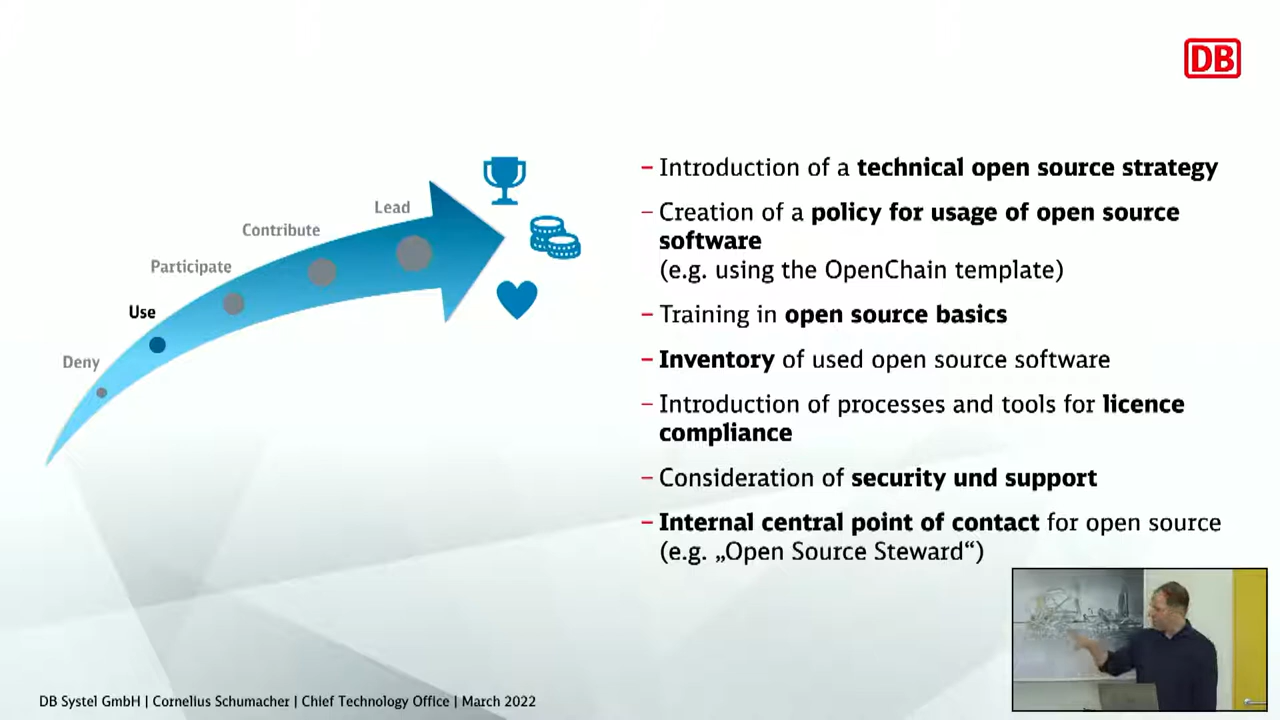 DB
Lead
Contribute
Participate
Use
Deny
– Introduction of a technical open source strategy
– Creation of a policy for usage of open source
software
(e.g. using the OpenChain template)
– Training in open source basics
– Inventory of used open source software
– Introduction of processes and tools for licence
compliance
– Consideration of security und support
– Internal central point of contact for open source
(e.g. „Open Source Steward“)
DB Systel GmbH | Cornelius Schumacher | Chief Technology Office | March 2022